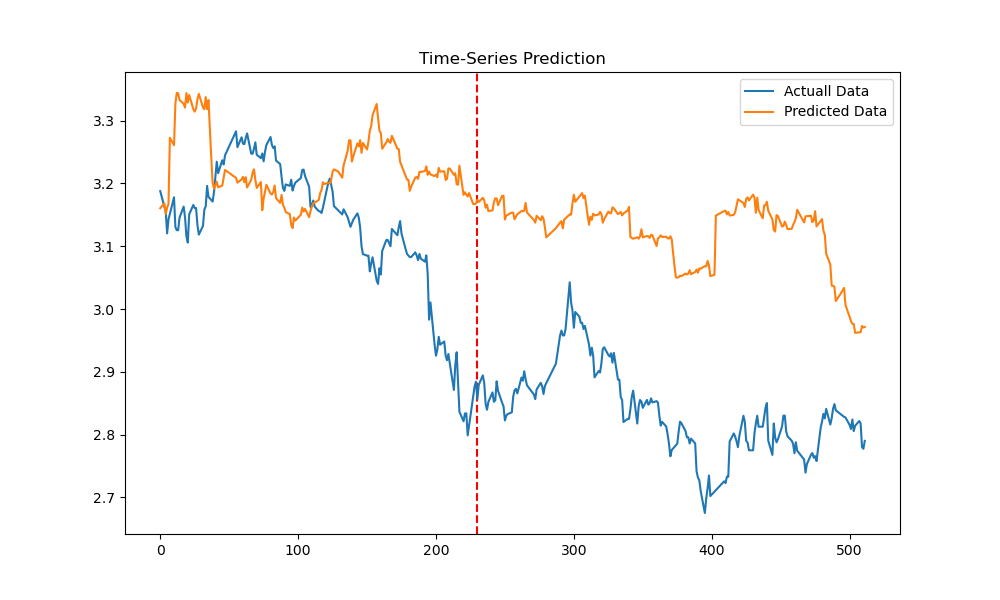 Time-Series Prediction
Actuall Data
Predicted Data
3.3
3.2
3.1
3.0
2.9
2.8
2.7
0 100 200 300 400 500